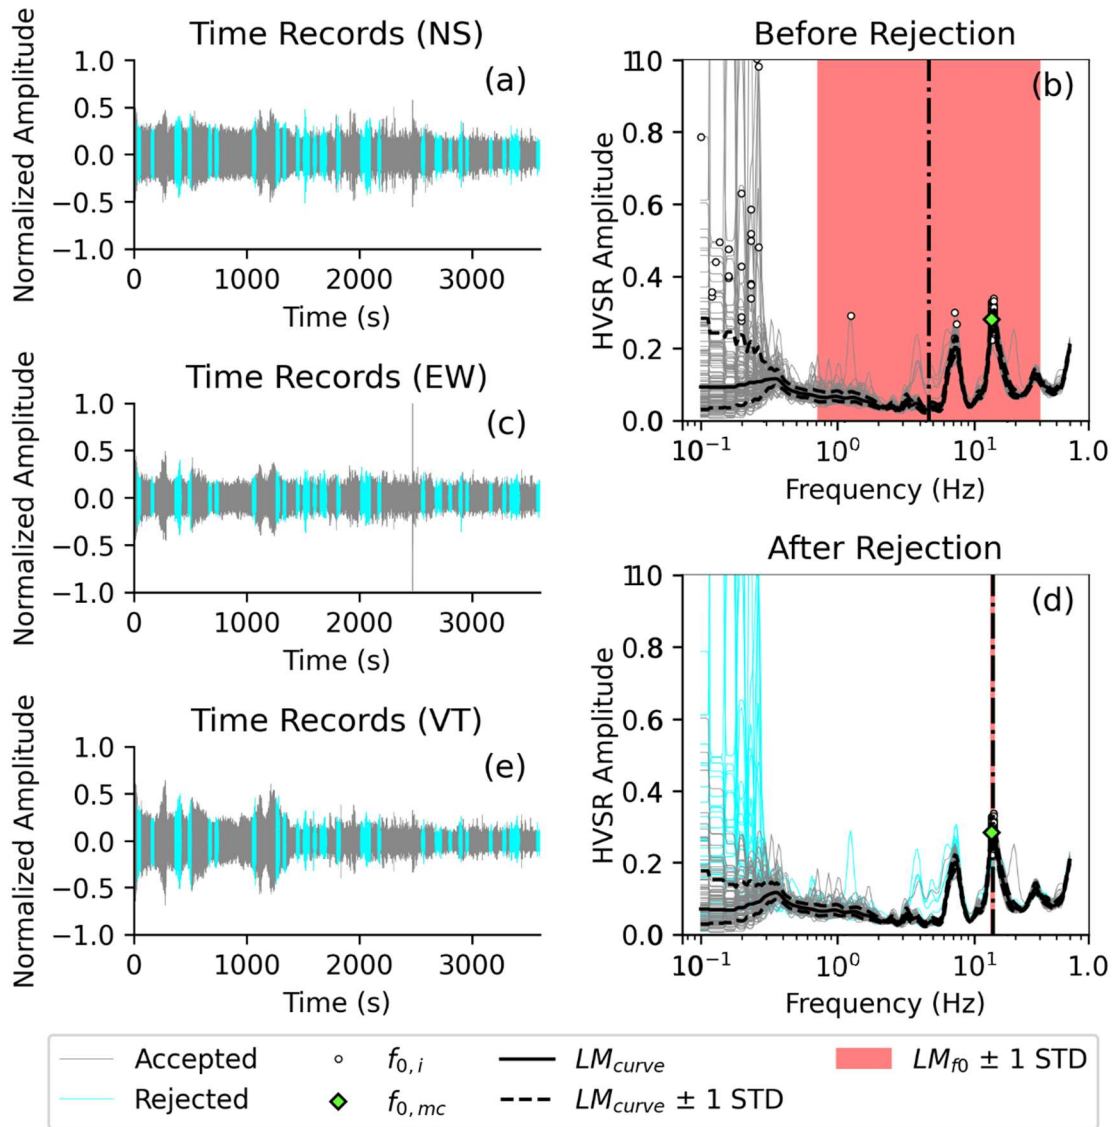 Time Records (NS)
Normalized Amplitude
1.0
0.5
0.0
−0.5
−1.0
(a)
0 1000 2000 3000
Time (s)
Before Rejection
HVSR Amplitude
10
0.8
0.6
0.4
0.2
0.0
(b)
10⁻¹ 10⁰ 10¹ 1.0
Frequency (Hz)
Time Records (EW)
Normalized Amplitude
1.0
0.5
0.0
−0.5
−1.0
(c)
0 1000 2000 3000
Time (s)
After Rejection
HVSR Amplitude
10
0.8
0.6
0.4
0.2
0.0
(d)
10⁻¹ 10⁰ 10¹ 1.0
Frequency (Hz)
Time Records (VT)
Normalized Amplitude
1.0
0.5
0.0
−0.5
−1.0
(e)
0 1000 2000 3000
Time (s)
Accepted f0,i LMcurve LMf0 ± 1 STD
Rejected f0,mc LMcurve ± 1 STD